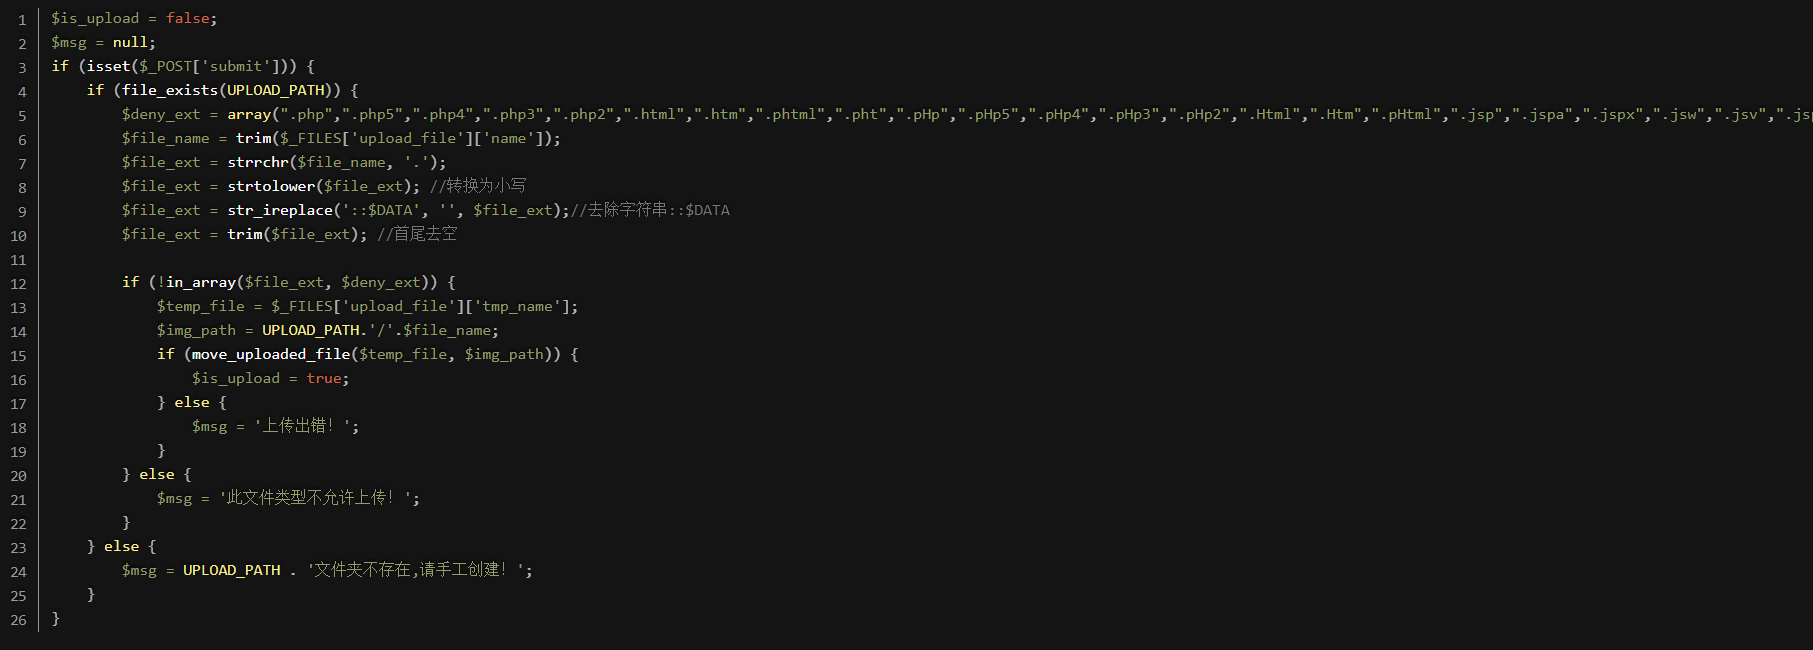 1 $is_upload = false;
2 $msg = null;
3 if (isset($_POST['submit'])) {
4 if (file_exists(UPLOAD_PATH)) {
5 $deny_ext = array(".php",".php5",".php4",".php3",".php2",".html",".htm",".phtml",".pht",".pHp",".pHp5",".pHp4",".pHp3",".pHp2",".Html",".Htm",".pHtml",".jsp",".jspa",".jspx",".jsw",".jsv",".jsp
6 $file_name = trim($_FILES['upload_file']['name']);
7 $file_ext = strrchr($file_name, '.');
8 $file_ext = strtolower($file_ext); //转换为小写
9 $file_ext = str_ireplace('::$DATA', '', $file_ext);//去除字符串::$DATA
10 $file_ext = trim($file_ext); //首尾去空
11
12 if (!in_array($file_ext, $deny_ext)) {
13 $temp_file = $_FILES['upload_file']['tmp_name'];
14 $img_path = UPLOAD_PATH.'/'.$file_name;
15 if (move_uploaded_file($temp_file, $img_path)) {
16 $is_upload = true;
17 } else {
18 $msg = '上传出错！';
19 }
20 } else {
21 $msg = '此文件类型不允许上传！';
22 }
23 } else {
24 $msg = UPLOAD_PATH . '文件夹不存在,请手工创建！';
25 }
26 }